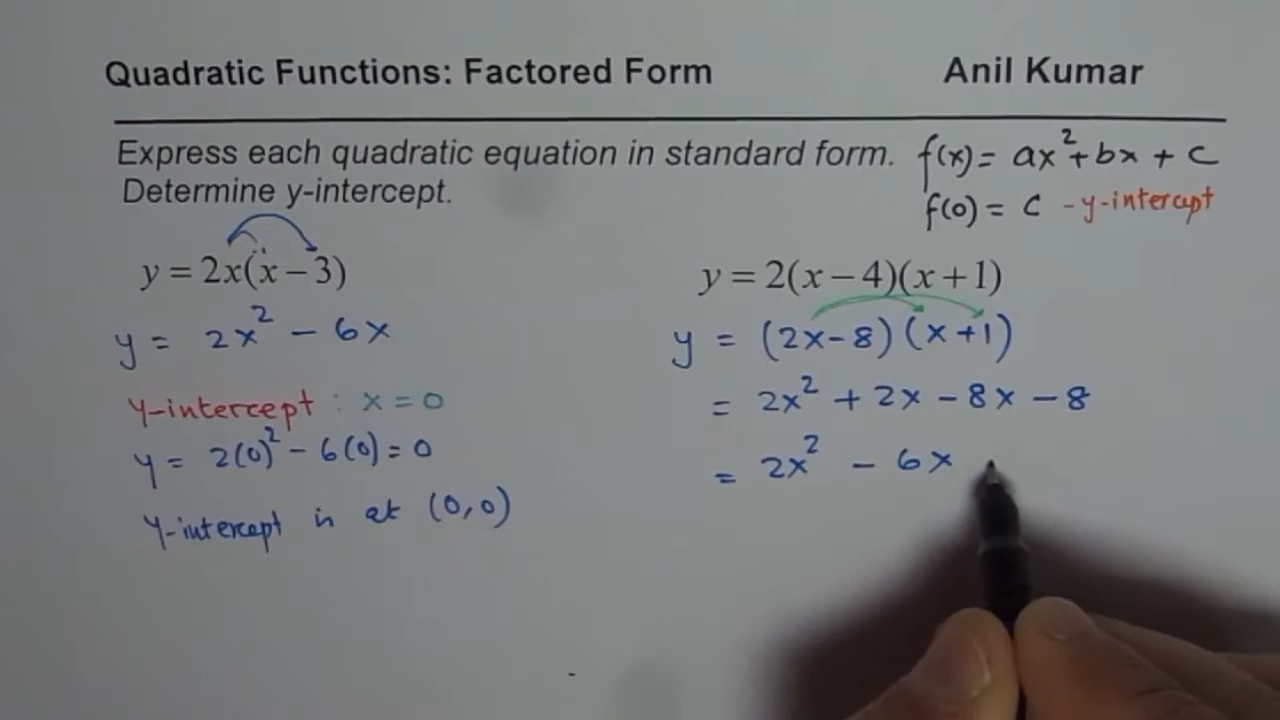 Quadratic Functions: Factored Form Anil Kumar
Express each quadratic equation in standard form. f(x) = ax²+bx + c
Determine y-intercept. f(0) = c - y-intercept
y = 2x(x − 3)
y = 2x² − 6x
Y-intercept : x = 0
y = 2(0)² − 6(0) = 0
Y-intercept is at (0,0)
y = 2(x − 4)(x + 1)
y = (2x−8)(x+1)
= 2x² + 2x − 8x − 8
= 2x² − 6x